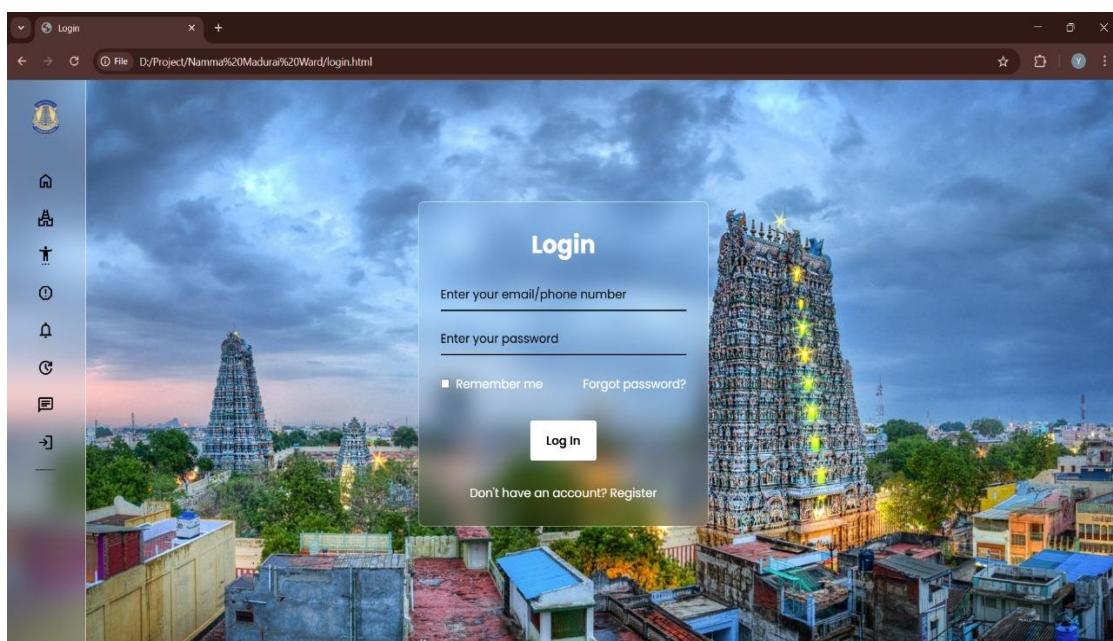 Login
File D:/Project/Namma%20Madurai%20Ward/login.html
Y
Login
Enter your email/phone number
Enter your password
Remember me Forgot password?
Log In
Don't have an account? Register